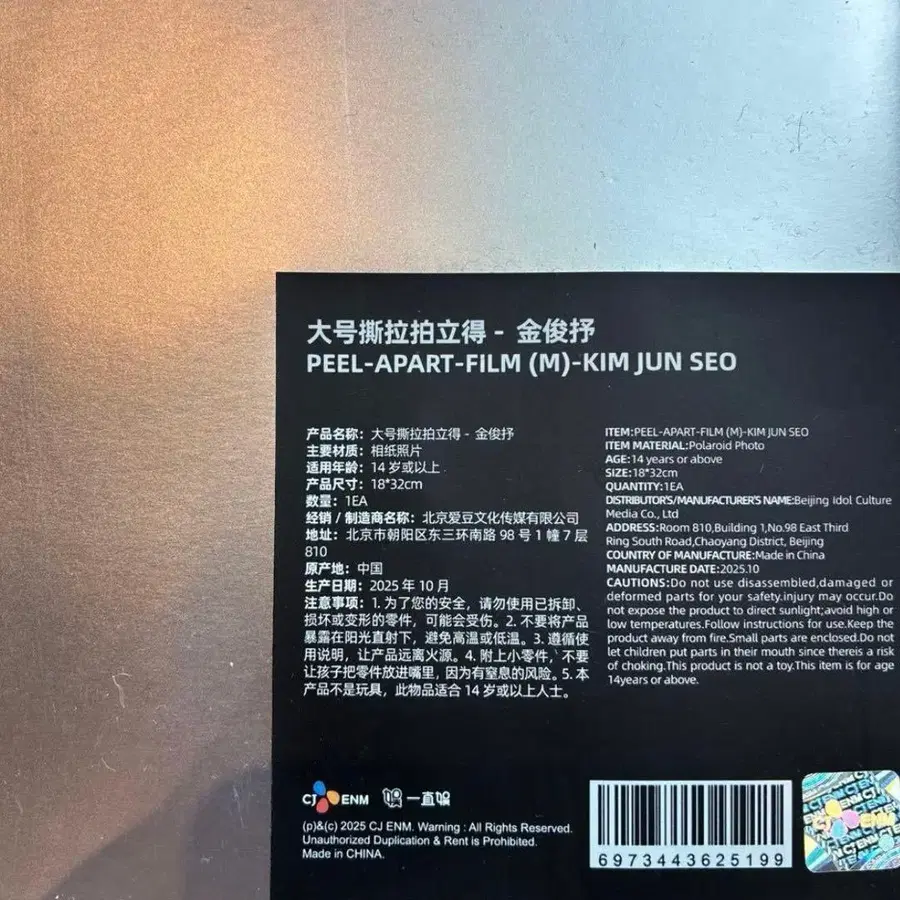 大号撕拉拍立得 - 金俊抒
PEEL-APART-FILM (M)-KIM JUN SEO
产品名称：大号撕拉拍立得 - 金俊抒
主要材质：相纸照片
适用年龄：14 岁或以上
产品尺寸：18*32cm
数量：1EA
经销 / 制造商名称：北京爱豆文化传媒有限公司
地址：北京市朝阳区东三环南路 98 号 1 幢 7 层
810
原产地：中国
生产日期：2025 年 10 月
注意事项：1. 为了您的安全，请勿使用已拆卸、
损坏或变形的零件，可能会受伤。2. 不要将产品
暴露在阳光直射下，避免高温或低温。3. 遵循使
用说明，让产品远离火源。4. 附上小零件，不要
让孩子把零件放进嘴里，因为有窒息的风险。5. 本
产品不是玩具，此物品适合 14 岁或以上人士。
ITEM:PEEL-APART-FILM (M)-KIM JUN SEO
ITEM MATERIAL:Polaroid Photo
AGE:14 years or above
SIZE:18*32cm
QUANTITY:1EA
DISTRIBUTOR'S/MANUFACTURER'S NAME:Beijing Idol Culture
Media Co., Ltd
ADDRESS:Room 810,Building 1,No.98 East Third
Ring South Road,Chaoyang District, Beijing
COUNTRY OF MANUFACTURE:Made in China
MANUFACTURE DATE:2025.10
CAUTIONS:Do not use disassembled,damaged or
deformed parts for your safety.injury may occur.Do
not expose the product to direct sunlight;avoid high or
low temperatures.Follow instructions for use.Keep the
product away from fire.Small parts are enclosed.Do not
let children put parts in their mouth since thereis a risk
of choking.This product is not a toy.This item is for age
14years or above.
CJ ENM 一直娱
(p)&(c) 2025 CJ ENM. Warning : All Rights Reserved.
Unauthorized Duplication & Rent is Prohibited.
Made in CHINA.
6973443625199
CJ ENM